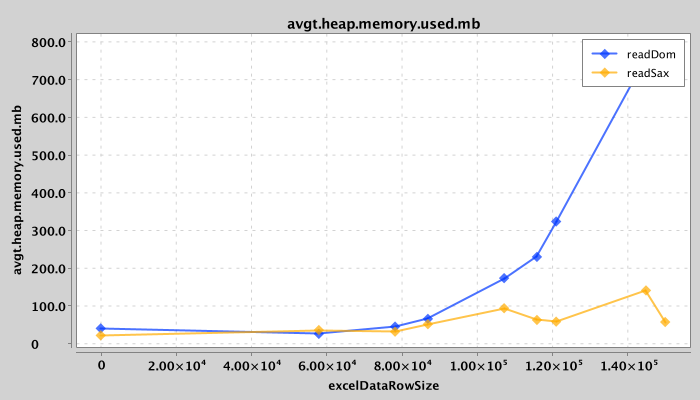 avgt.heap.memory.used.mb
readDom
readSax
avgt.heap.memory.used.mb
800.0
700.0
600.0
500.0
400.0
300.0
200.0
100.0
0
0 2.00×10⁴ 4.00×10⁴ 6.00×10⁴ 8.00×10⁴ 1.00×10⁵ 1.20×10⁵ 1.40×10⁵
excelDataRowSize